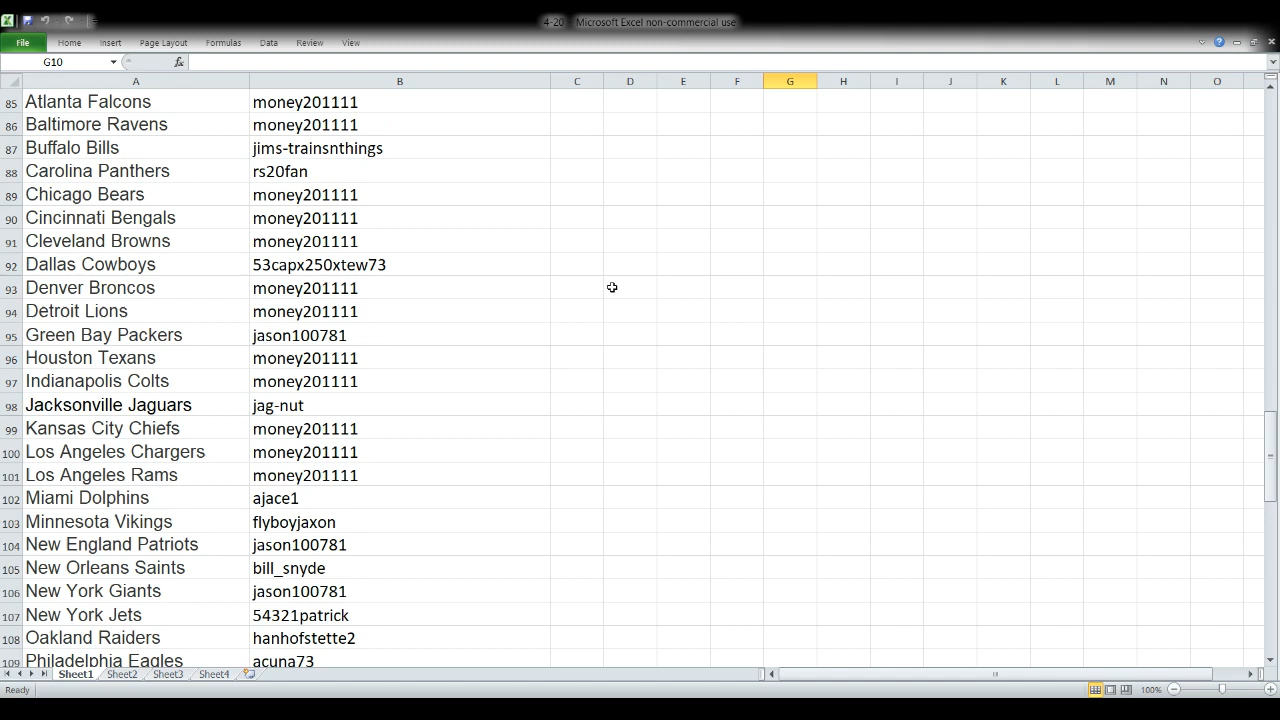 4-20 - Microsoft Excel non-commercial use
File Home Insert Page Layout Formulas Data Review View
G10 fx
A B C D E F G H I J K L M N O
85 Atlanta Falcons money201111
86 Baltimore Ravens money201111
87 Buffalo Bills jims-trainsnthings
88 Carolina Panthers rs20fan
89 Chicago Bears money201111
90 Cincinnati Bengals money201111
91 Cleveland Browns money201111
92 Dallas Cowboys 53capx250xtew73
93 Denver Broncos money201111
94 Detroit Lions money201111
95 Green Bay Packers jason100781
96 Houston Texans money201111
97 Indianapolis Colts money201111
98 Jacksonville Jaguars jag-nut
99 Kansas City Chiefs money201111
100 Los Angeles Chargers money201111
101 Los Angeles Rams money201111
102 Miami Dolphins ajace1
103 Minnesota Vikings flyboyjaxon
104 New England Patriots jason100781
105 New Orleans Saints bill_snyde
106 New York Giants jason100781
107 New York Jets 54321patrick
108 Oakland Raiders hanhofstette2
109 Philadelphia Eagles acuna73
Sheet1 Sheet2 Sheet3 Sheet4
Ready 100%